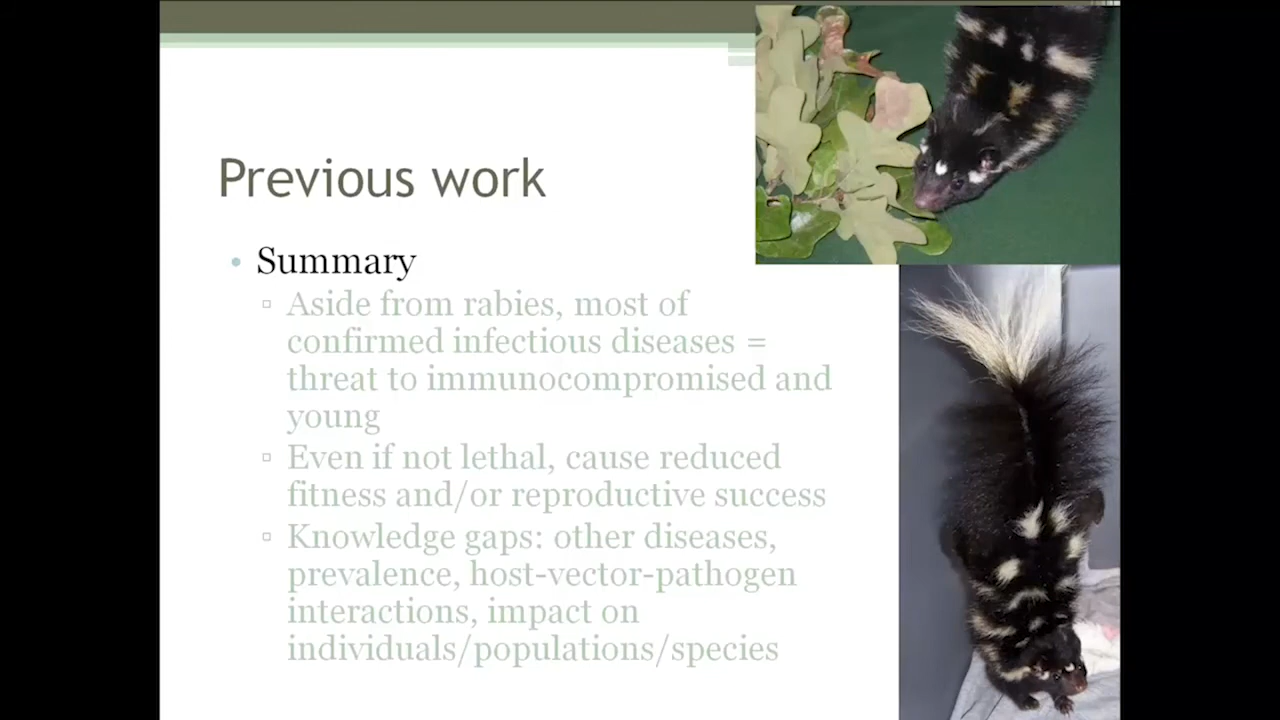 Previous work
• Summary
▫ Aside from rabies, most of
confirmed infectious diseases =
threat to immunocompromised and
young
▫ Even if not lethal, cause reduced
fitness and/or reproductive success
▫ Knowledge gaps: other diseases,
prevalence, host-vector-pathogen
interactions, impact on
individuals/populations/species